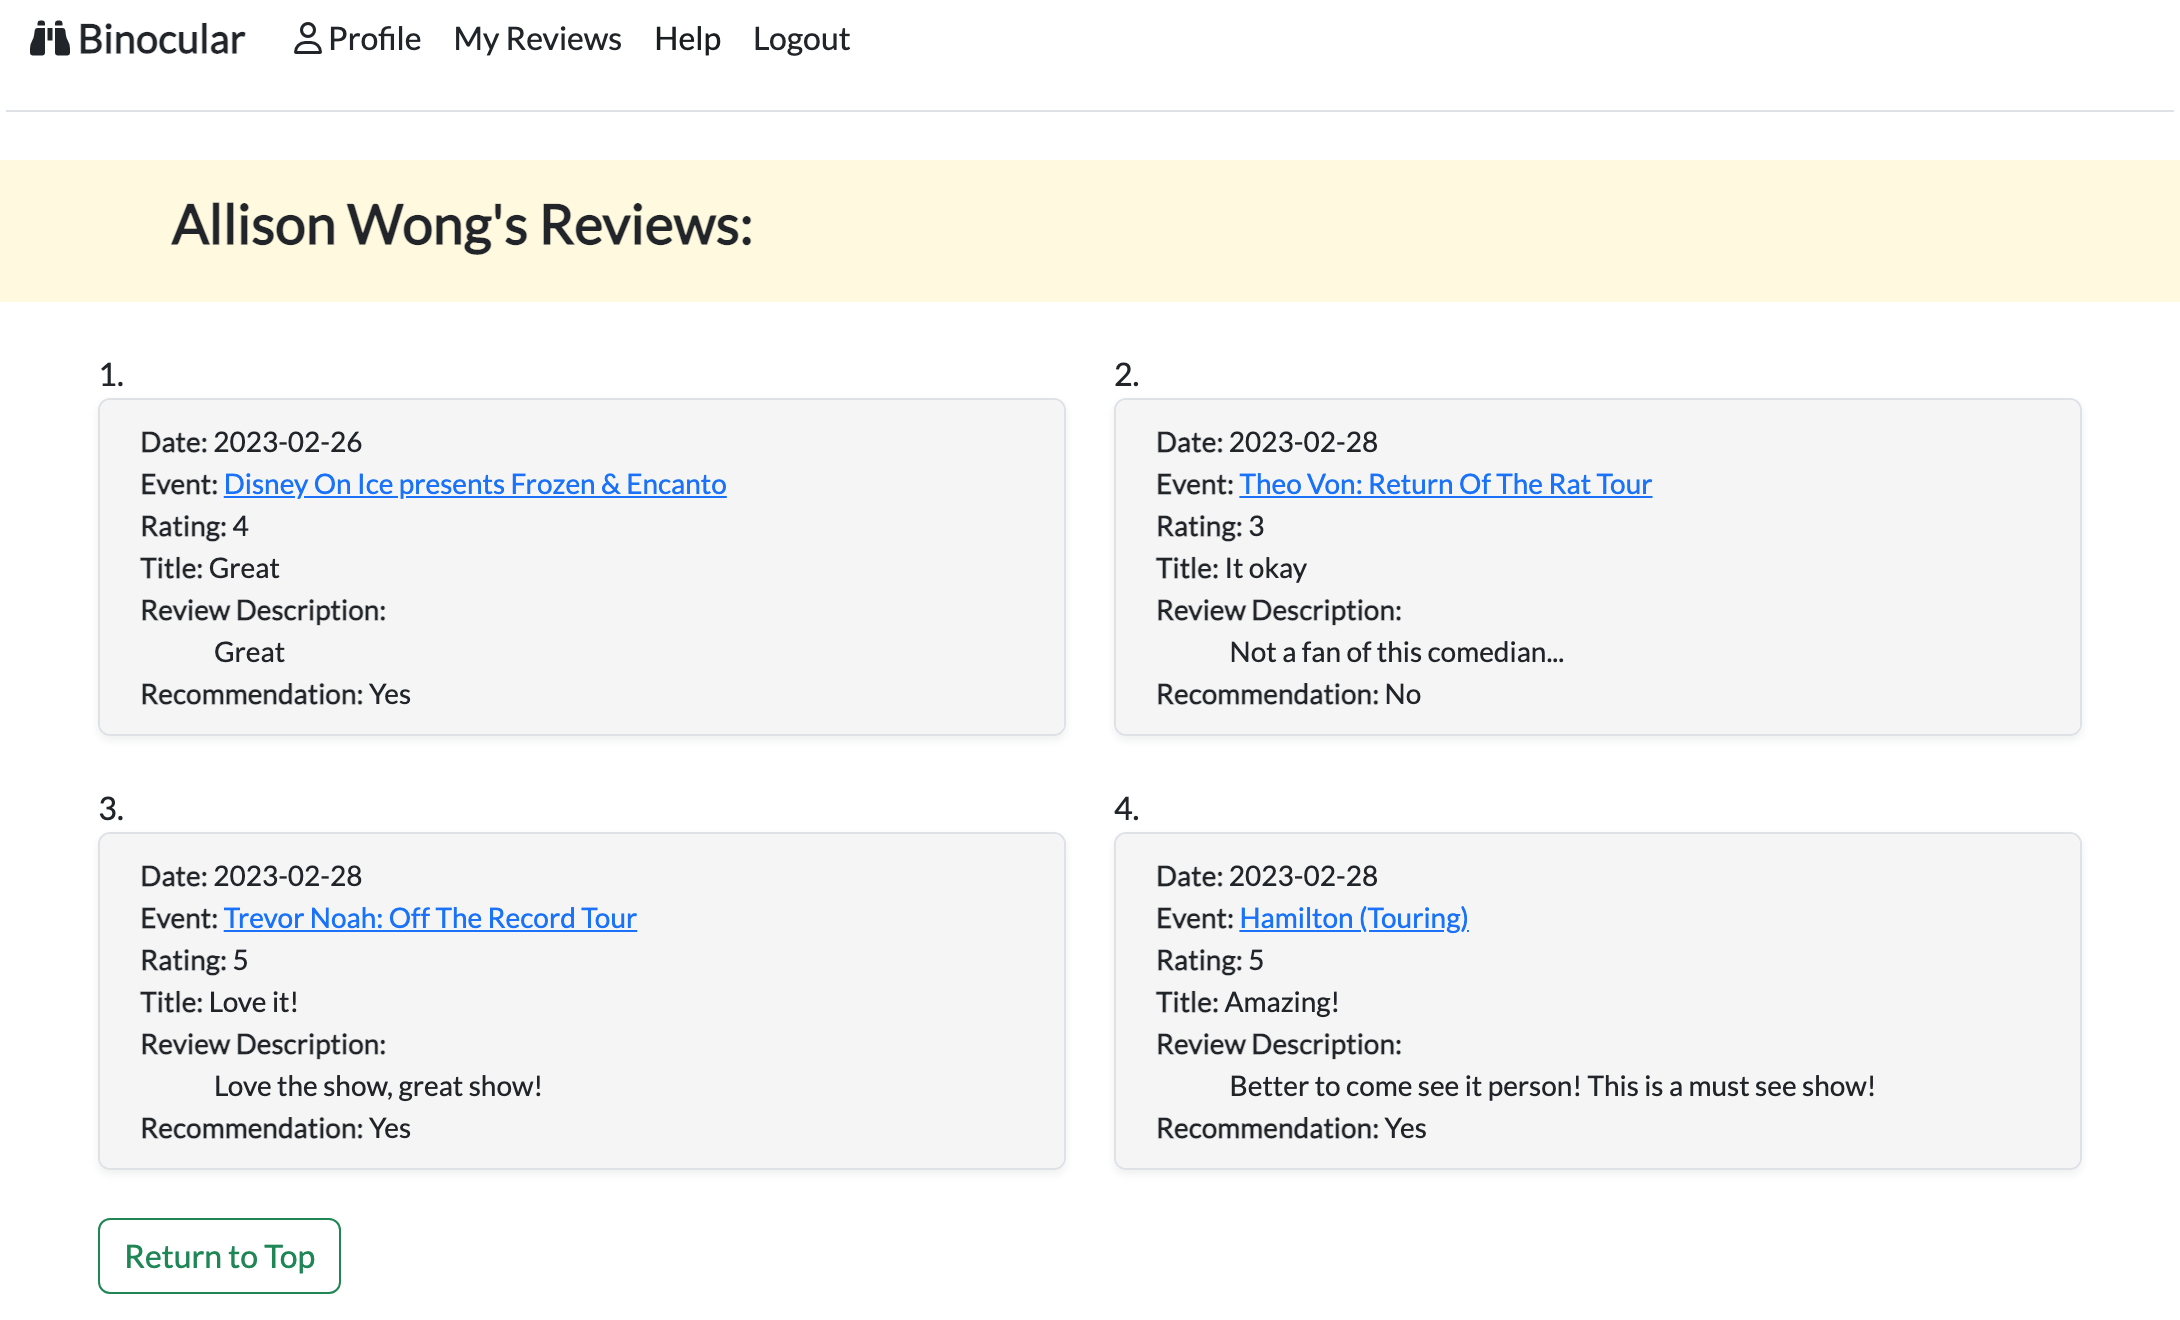 Binocular Profile My Reviews Help Logout
Allison Wong's Reviews:
1.
Date: 2023-02-26
Event: Disney On Ice presents Frozen & Encanto
Rating: 4
Title: Great
Review Description:
Great
Recommendation: Yes
2.
Date: 2023-02-28
Event: Theo Von: Return Of The Rat Tour
Rating: 3
Title: It okay
Review Description:
Not a fan of this comedian...
Recommendation: No
3.
Date: 2023-02-28
Event: Trevor Noah: Off The Record Tour
Rating: 5
Title: Love it!
Review Description:
Love the show, great show!
Recommendation: Yes
4.
Date: 2023-02-28
Event: Hamilton (Touring)
Rating: 5
Title: Amazing!
Review Description:
Better to come see it person! This is a must see show!
Recommendation: Yes
Return to Top